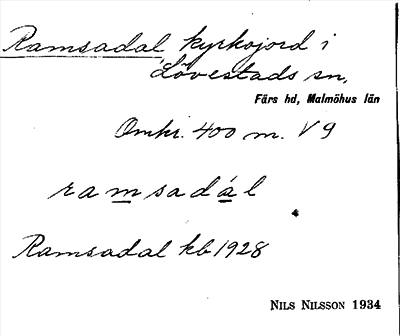 Ramsadal kyrkojord i
Lövestads sn,
Färs hd, Malmöhus län
Omkr. 400 m. V 9
ramsadál
Ramsadal kb 1928
NILS NILSSON 1934